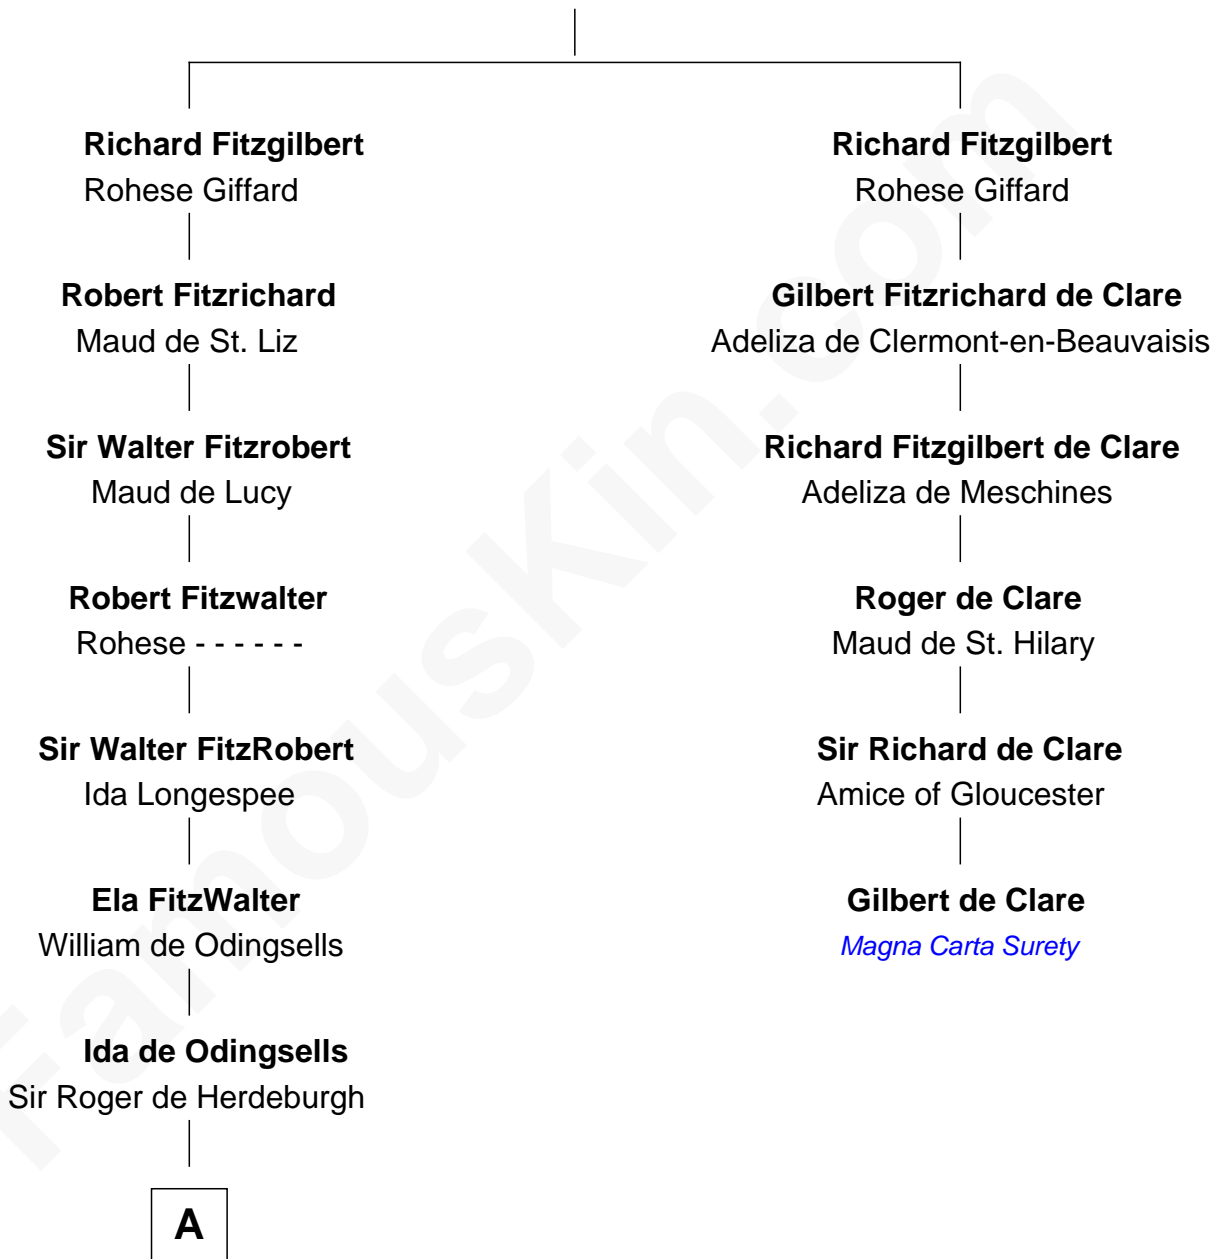 Richard Fitzgilbert
Rohese Giffard
Robert Fitzrichard
Maud de St. Liz
Sir Walter Fitzrobert
Maud de Lucy
Robert Fitzwalter
Rohese - - - - - -
Sir Walter FitzRobert
Ida Longespee
Ela FitzWalter
William de Odingsells
Ida de Odingsells
Sir Roger de Herdeburgh
A
Richard Fitzgilbert
Rohese Giffard
Gilbert Fitzrichard de Clare
Adeliza de Clermont-en-Beauvaisis
Richard Fitzgilbert de Clare
Adeliza de Meschines
Roger de Clare
Maud de St. Hilary
Sir Richard de Clare
Amice of Gloucester
Gilbert de Clare
Magna Carta Surety
FamousKin.com